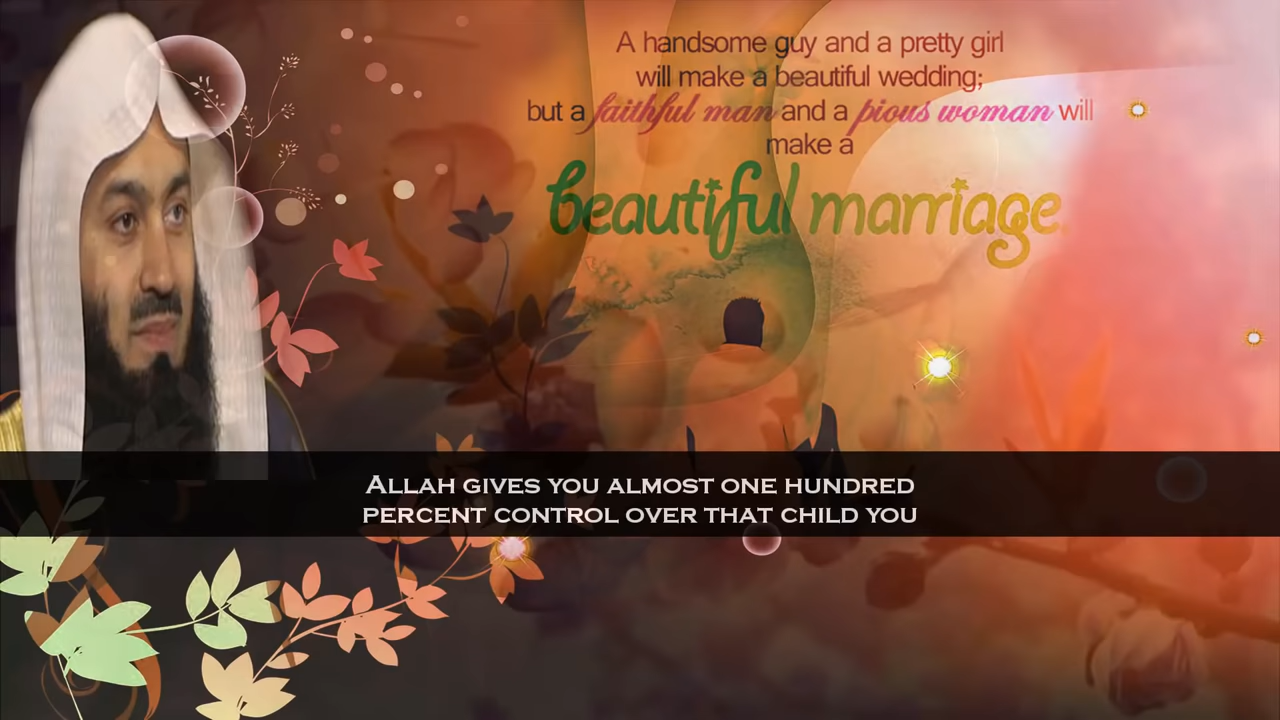 A handsome guy and a pretty girl
will make a beautiful wedding;
but a faithful man and a pious woman will
make a
beautiful marriage.
ALLAH GIVES YOU ALMOST ONE HUNDRED
PERCENT CONTROL OVER THAT CHILD YOU